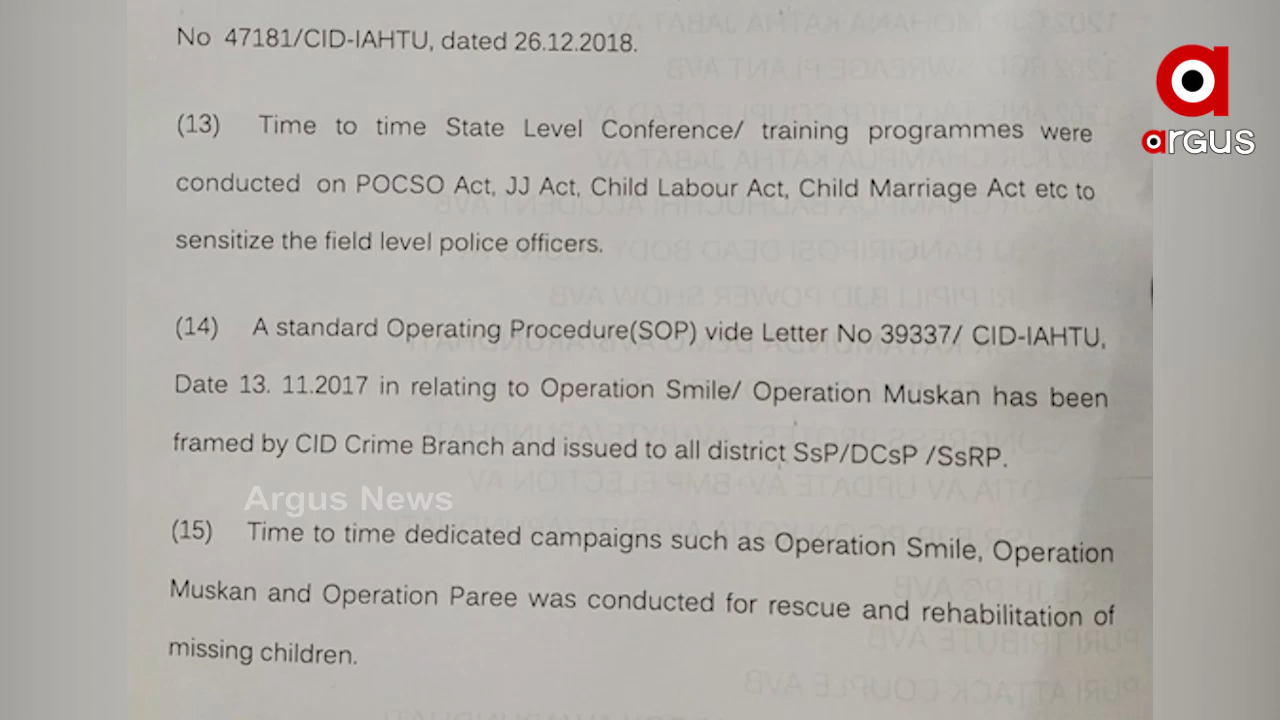 No 47181/CID-IAHTU, dated 26.12.2018.
(13) Time to time State Level Conference/ training programmes were
conducted on POCSO Act, JJ Act, Child Labour Act, Child Marriage Act etc to
sensitize the field level police officers.
(14) A standard Operating Procedure(SOP) vide Letter No 39337/ CID-IAHTU,
Date 13. 11.2017 in relating to Operation Smile/ Operation Muskan has been
framed by CID Crime Branch and issued to all district SsP/DCsP /SsRP.
Argus News
(15) Time to time dedicated campaigns such as Operation Smile, Operation
Muskan and Operation Paree was conducted for rescue and rehabilitation of
missing children.
argus